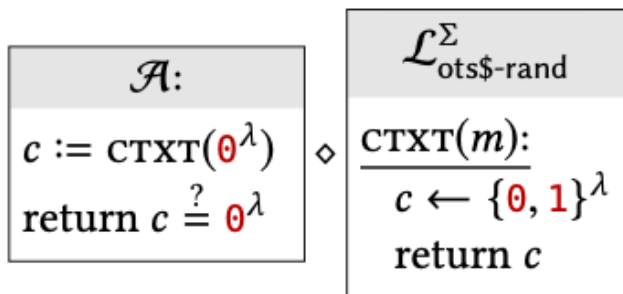 𝒜:
c := CTXT(0^λ)
return c ≟ 0^λ
⋄
ℒ^Σ_ots$-rand
CTXT(m):
c ← {0, 1}^λ
return c